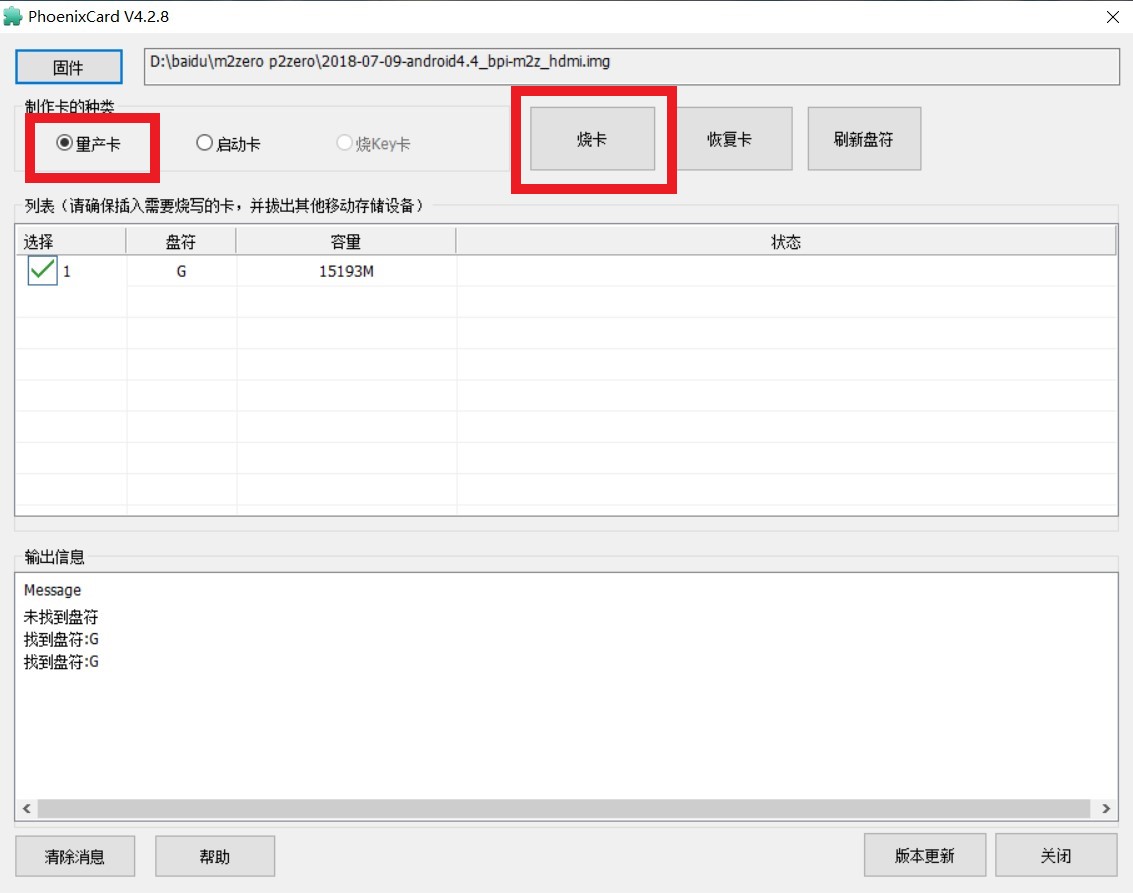 PhoenixCard V4.2.8
固件
D:\baidu\m2zero p2zero\2018-07-09-android4.4_bpi-m2z_hdmi.img
制作卡的种类
量产卡
启动卡
烧Key卡
烧卡
恢复卡
刷新盘符
列表（请确保插入需要烧写的卡，并拔出其他移动存储设备）
选择 盘符 容量 状态
1 G 15193M
输出信息
Message
未找到盘符
找到盘符:G
找到盘符:G
清除消息
帮助
版本更新
关闭